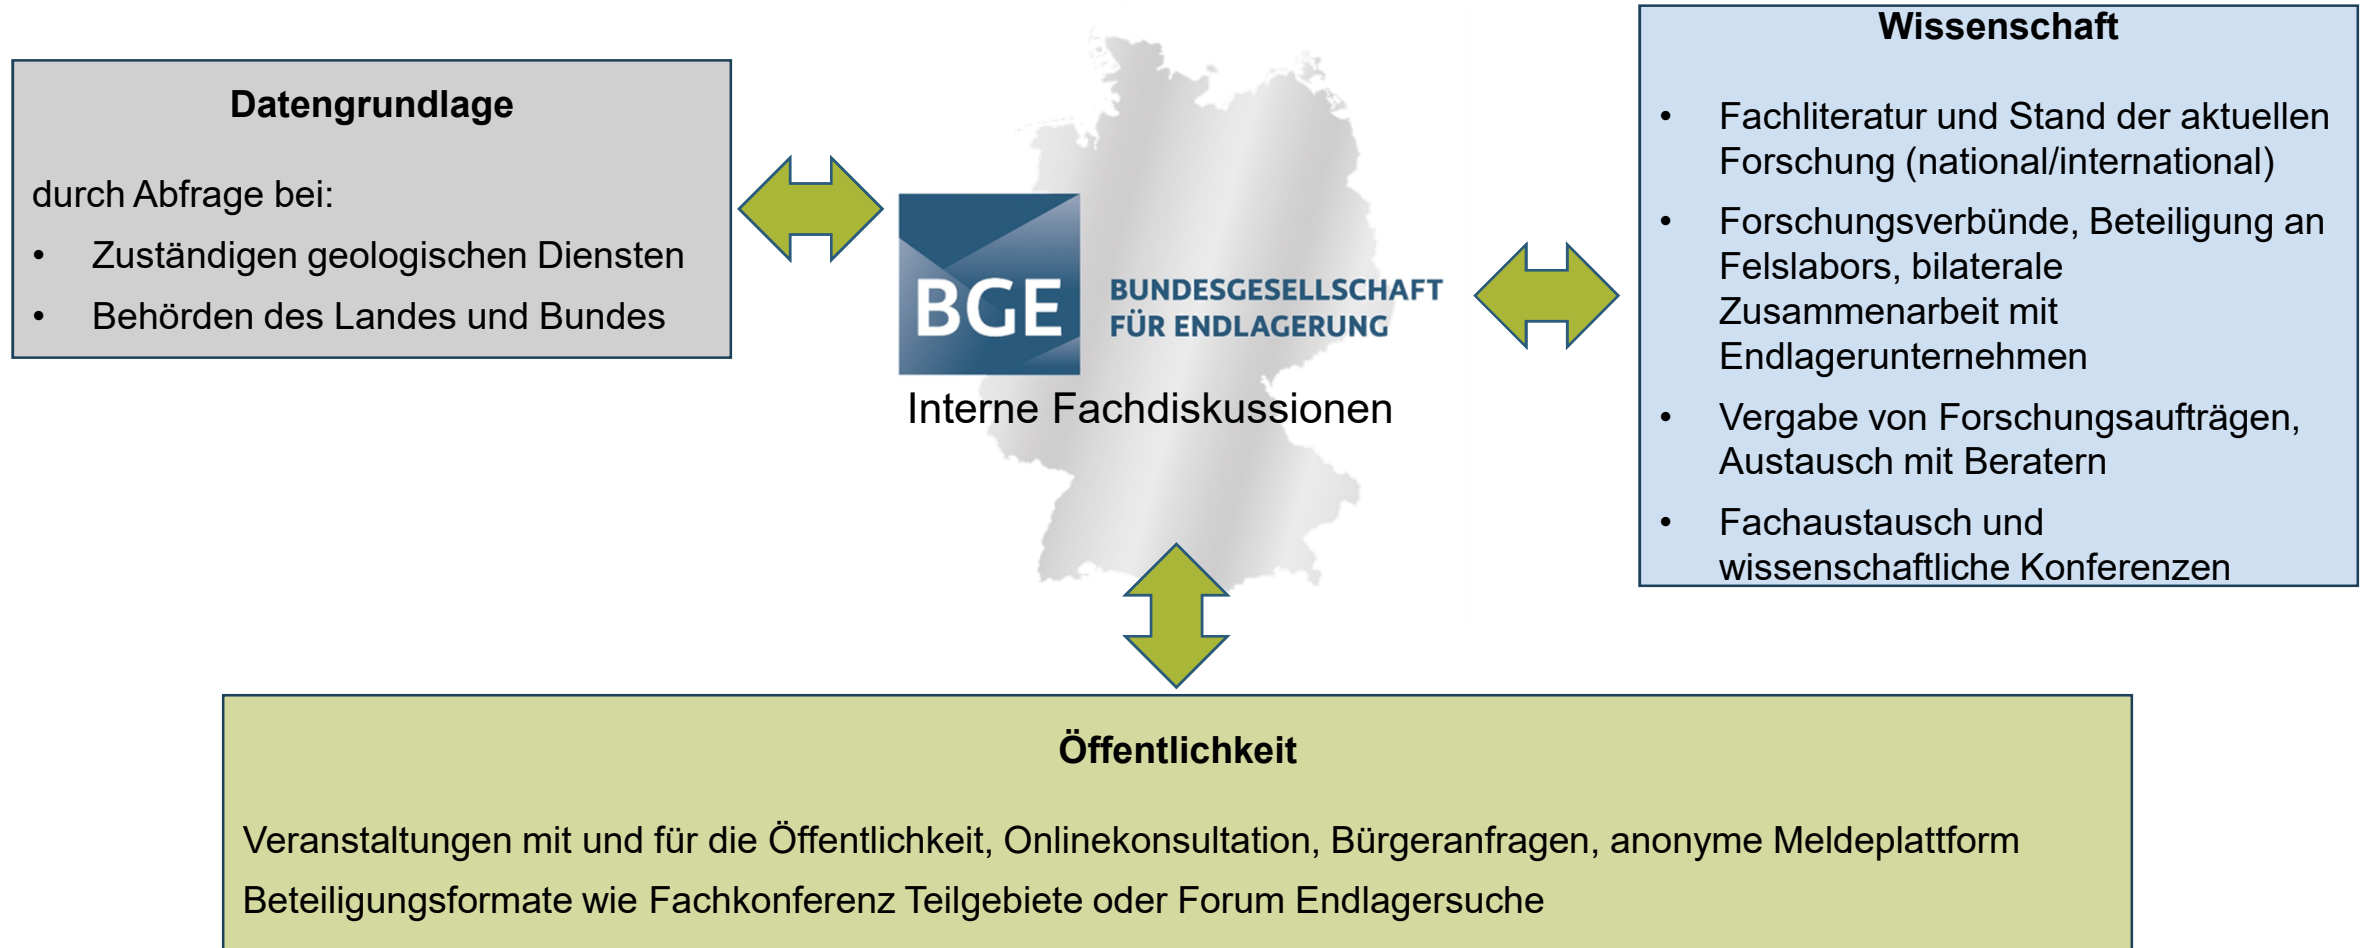 Datengrundlage
durch Abfrage bei:
• Zuständigen geologischen Diensten
• Behörden des Landes und Bundes
BGE
BUNDESGESELLSCHAFT
FÜR ENDLAGERUNG
Interne Fachdiskussionen
Wissenschaft
• Fachliteratur und Stand der aktuellen
Forschung (national/international)
• Forschungsverbünde, Beteiligung an
Felslabors, bilaterale
Zusammenarbeit mit
Endlagerunternehmen
• Vergabe von Forschungsaufträgen,
Austausch mit Beratern
• Fachaustausch und
wissenschaftliche Konferenzen
Öffentlichkeit
Veranstaltungen mit und für die Öffentlichkeit, Onlinekonsultation, Bürgeranfragen, anonyme Meldeplattform
Beteiligungsformate wie Fachkonferenz Teilgebiete oder Forum Endlagersuche